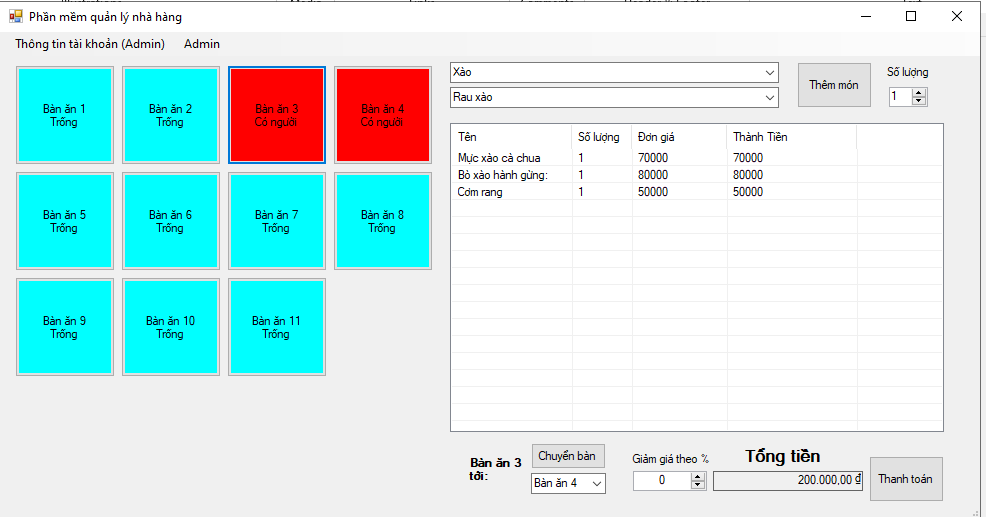 Phần mềm quản lý nhà hàng
Thông tin tài khoản (Admin) Admin
Bàn ăn 1
Trống
Bàn ăn 2
Trống
Bàn ăn 3
Có người
Bàn ăn 4
Có người
Bàn ăn 5
Trống
Bàn ăn 6
Trống
Bàn ăn 7
Trống
Bàn ăn 8
Trống
Bàn ăn 9
Trống
Bàn ăn 10
Trống
Bàn ăn 11
Trống
Xào
Rau xào
Thêm món
Số lượng
1
Tên Số lượng Đơn giá Thành Tiền
Mực xào cà chua 1 70000 70000
Bò xào hành gừng: 1 80000 80000
Cơm rang 1 50000 50000
Bàn ăn 3
tới:
Chuyển bàn
Bàn ăn 4
Giảm giá theo %
0
Tổng tiền
200.000,00 ₫
Thanh toán